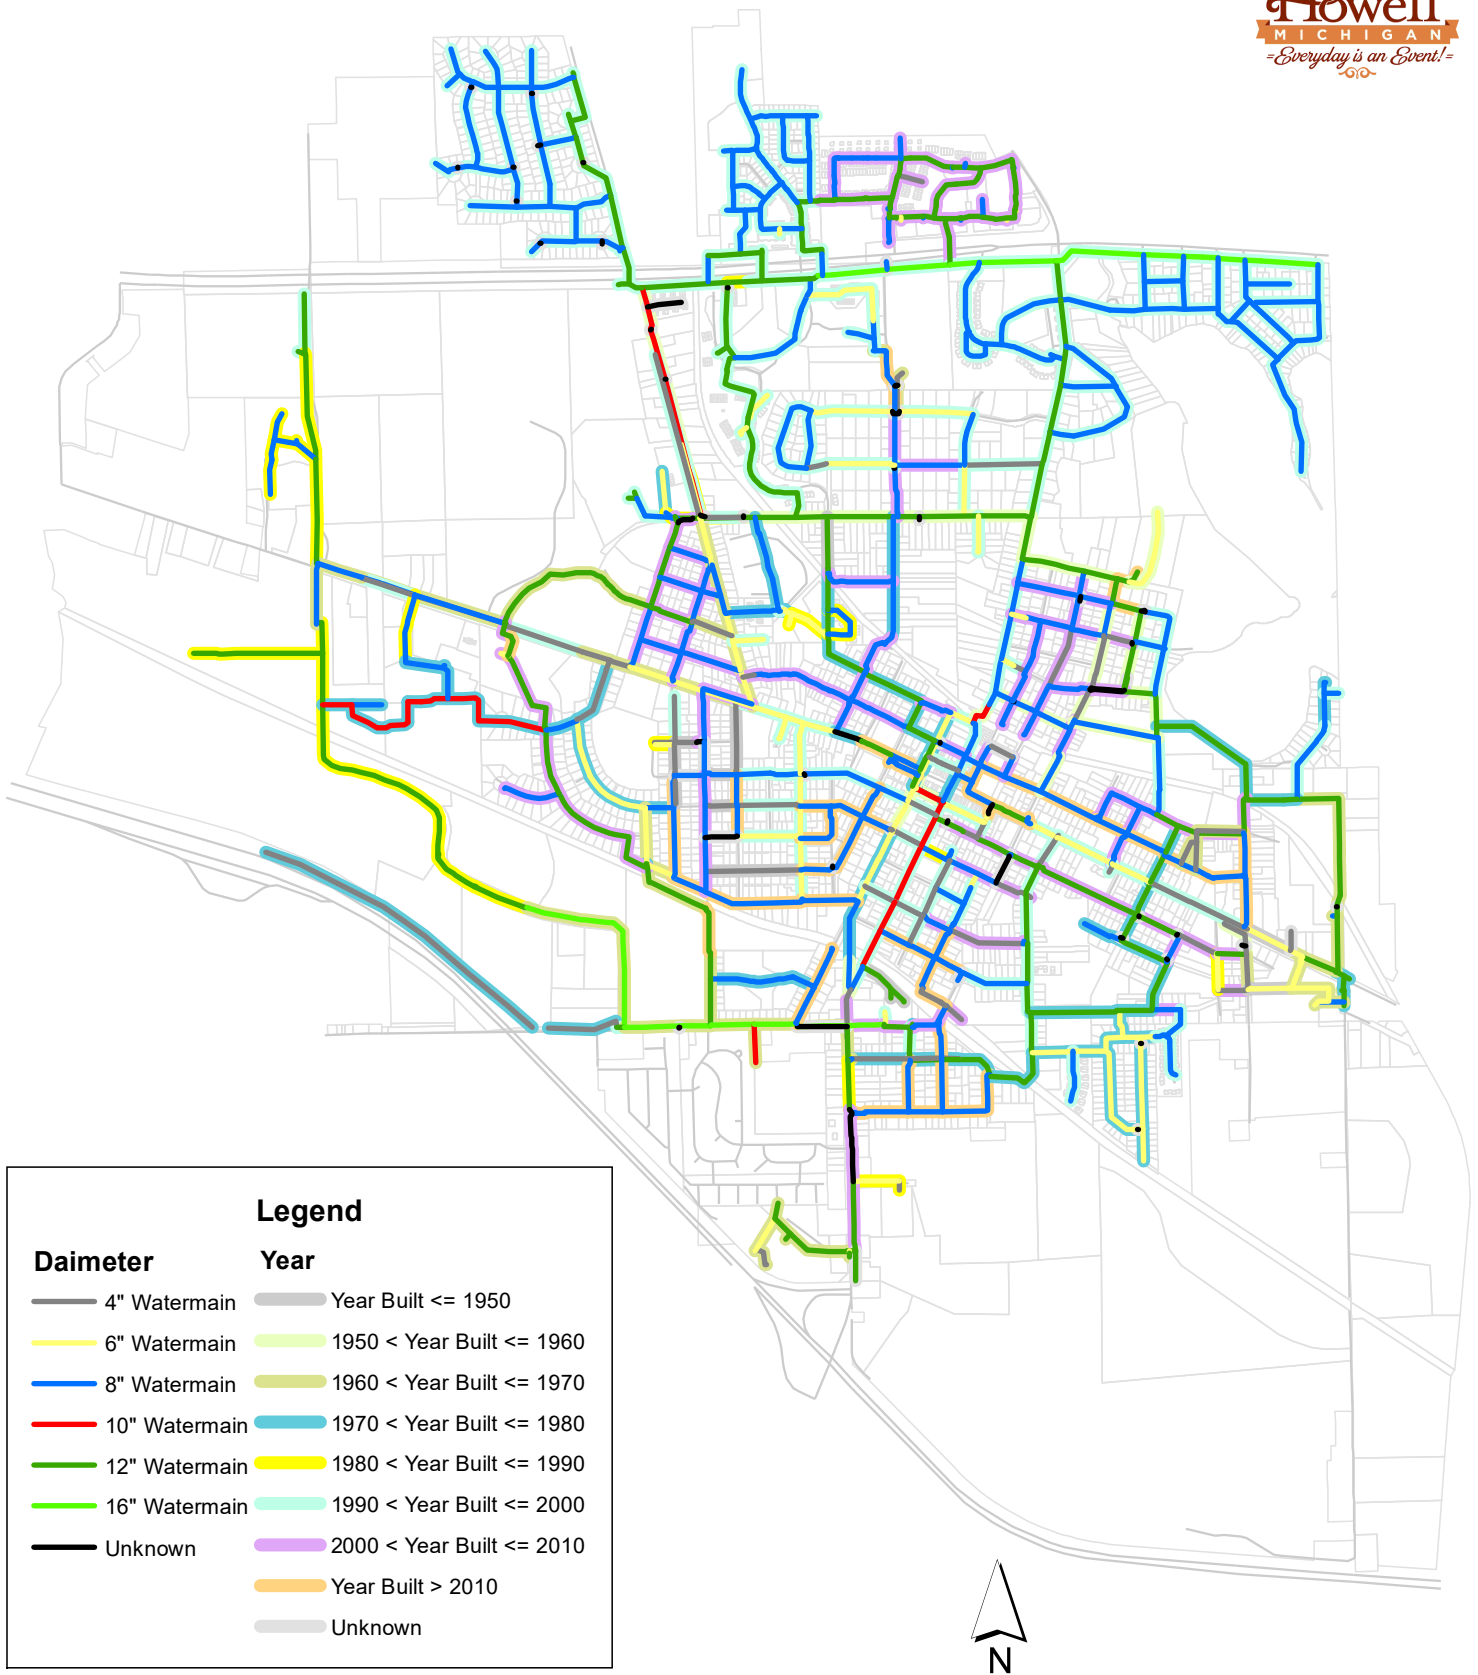 Howell
MICHIGAN
=Everyday is an Event!=
Legend
Daimeter
Year
4" Watermain
Year Built <= 1950
6" Watermain
1950 < Year Built <= 1960
8" Watermain
1960 < Year Built <= 1970
10" Watermain
1970 < Year Built <= 1980
12" Watermain
1980 < Year Built <= 1990
16" Watermain
1990 < Year Built <= 2000
Unknown
2000 < Year Built <= 2010
Year Built > 2010
Unknown
N